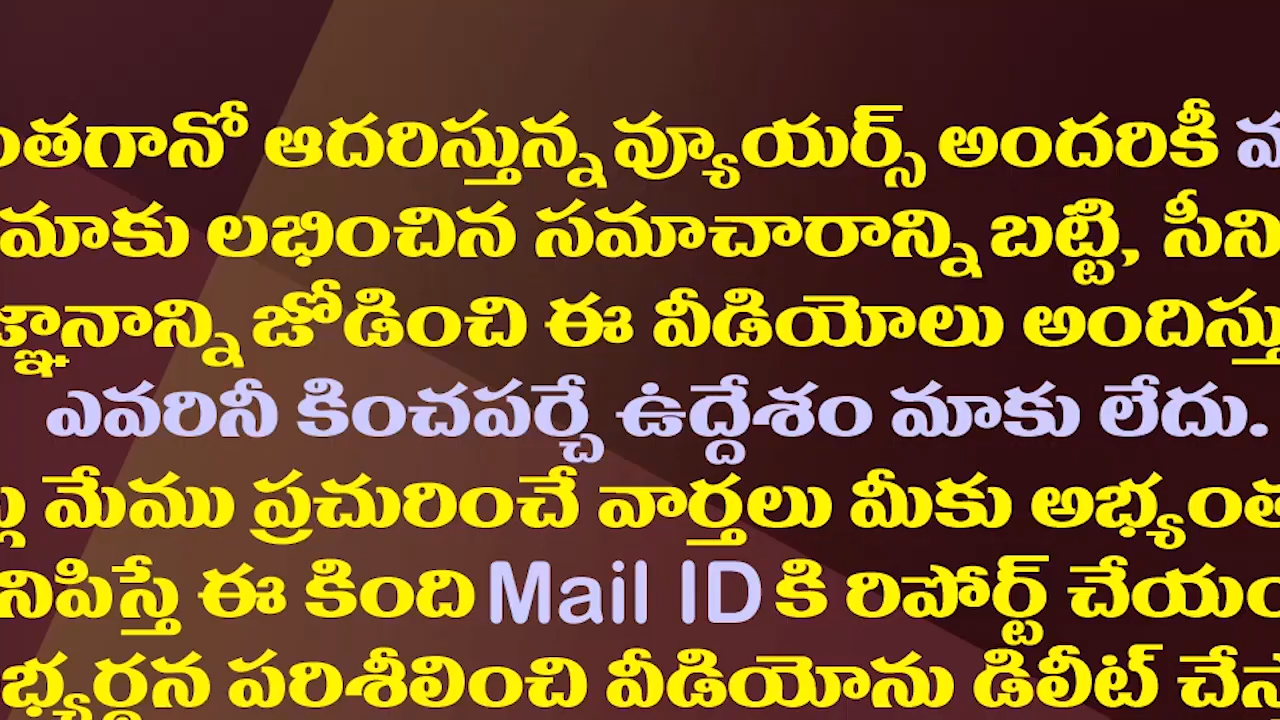 ఆదరిస్తున్న వ్యూయర్స్ అందరికీ
మాకు లభించిన సమాచారాన్ని బట్టి,
జోడించి ఈ వీడియోలు
ఎవరినీ కించపర్చే ఉద్దేశం మాకు లేదు.
మేము ప్రచురించే వార్తలు మీకు
ఈ కింది Mail ID కి రిపోర్ట్
పరిశీలించి వీడియోను డిలీట్